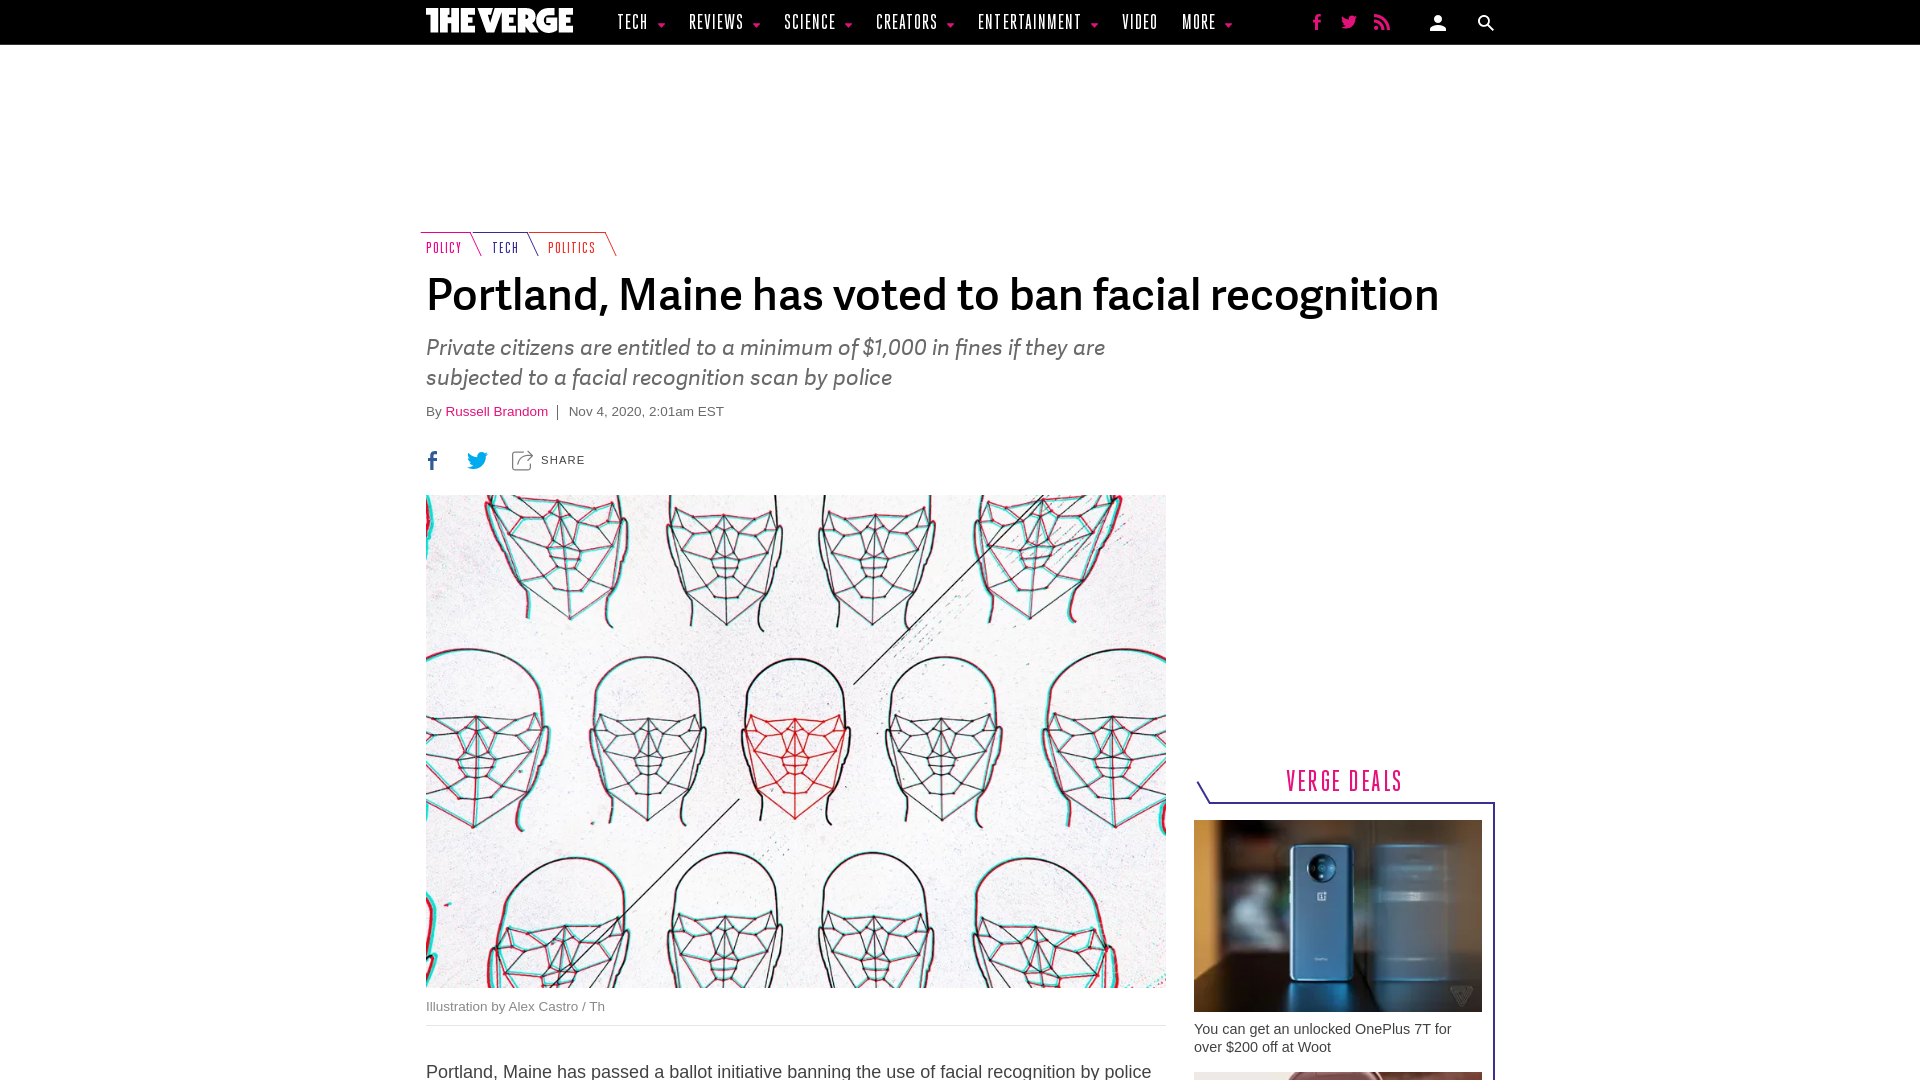 THE VERGE
TECH REVIEWS SCIENCE CREATORS ENTERTAINMENT VIDEO MORE
POLICY TECH POLITICS
Portland, Maine has voted to ban facial recognition
Private citizens are entitled to a minimum of $1,000 in fines if they are
subjected to a facial recognition scan by police
By Russell Brandom | Nov 4, 2020, 2:01am EST
SHARE
Illustration by Alex Castro / Th
Portland, Maine has passed a ballot initiative banning the use of facial recognition by police
VERGE DEALS
You can get an unlocked OnePlus 7T for
over $200 off at Woot